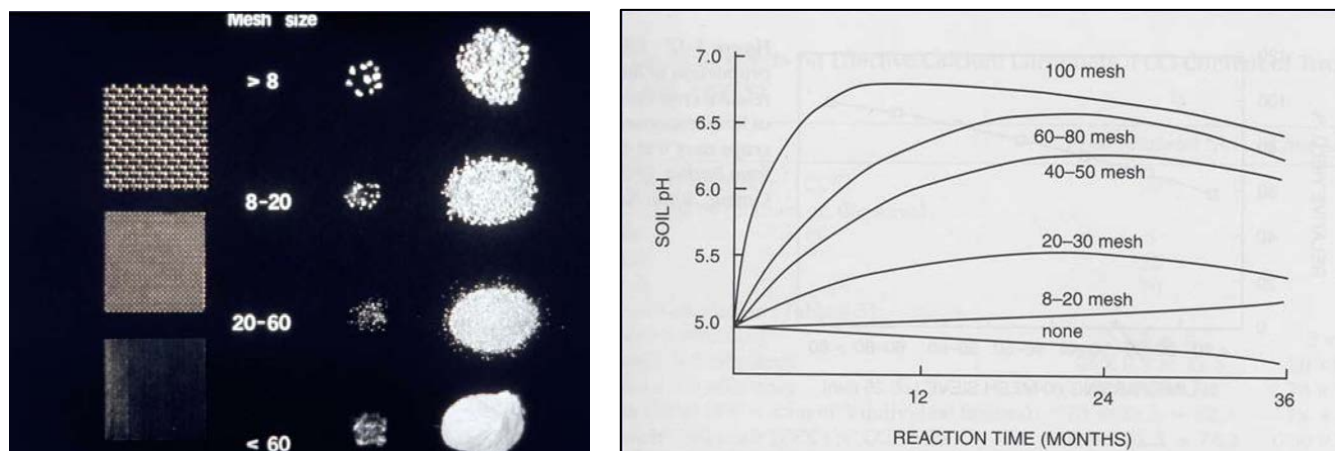 Mesh size
> 8
8-20
20-60
< 60
7.0
6.5
6.0
5.5
5.0
SOIL pH
100 mesh
60–80 mesh
40–50 mesh
20–30 mesh
8–20 mesh
none
12
24
36
REACTION TIME (MONTHS)